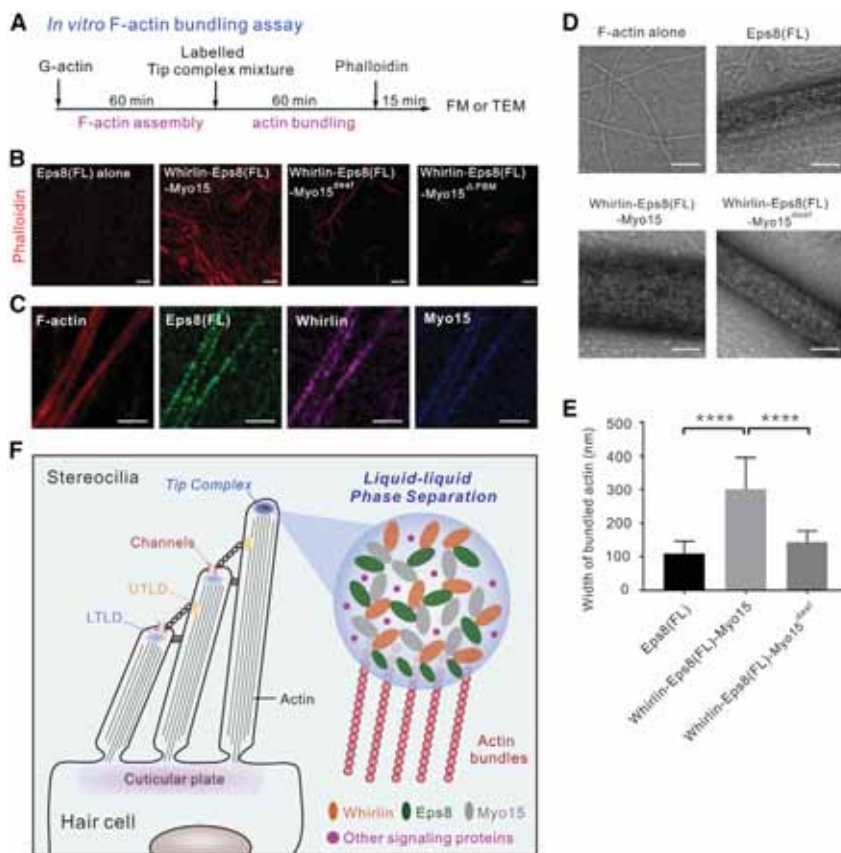 A
In vitro F-actin bundling assay
G-actin
Labelled
Tip complex mixture
Phalloidin
60 min
60 min
15 min
FM or TEM
F-actin assembly
actin bundling
B
Phalloidin
Eps8(FL) alone
Whirlin-Eps8(FL)
-Myo15
Whirlin-Eps8(FL)
-Myo15deaf
Whirlin-Eps8(FL)
-Myo15Δ-PBM
C
F-actin
Eps8(FL)
Whirlin
Myo15
D
F-actin alone
Eps8(FL)
Whirlin-Eps8(FL)
-Myo15
Whirlin-Eps8(FL)
-Myo15deaf
E
Width of bundled actin (nm)
500
400
300
200
100
0
****
****
Eps8(FL)
Whirlin-Eps8(FL)-Myo15
Whirlin-Eps8(FL)-Myo15deaf
F
Stereocilia
Tip Complex
Channels
UTLD
LTLD
Actin
Cuticular plate
Hair cell
Liquid-liquid
Phase Separation
Actin
bundles
Whirlin
Eps8
Myo15
Other signaling proteins